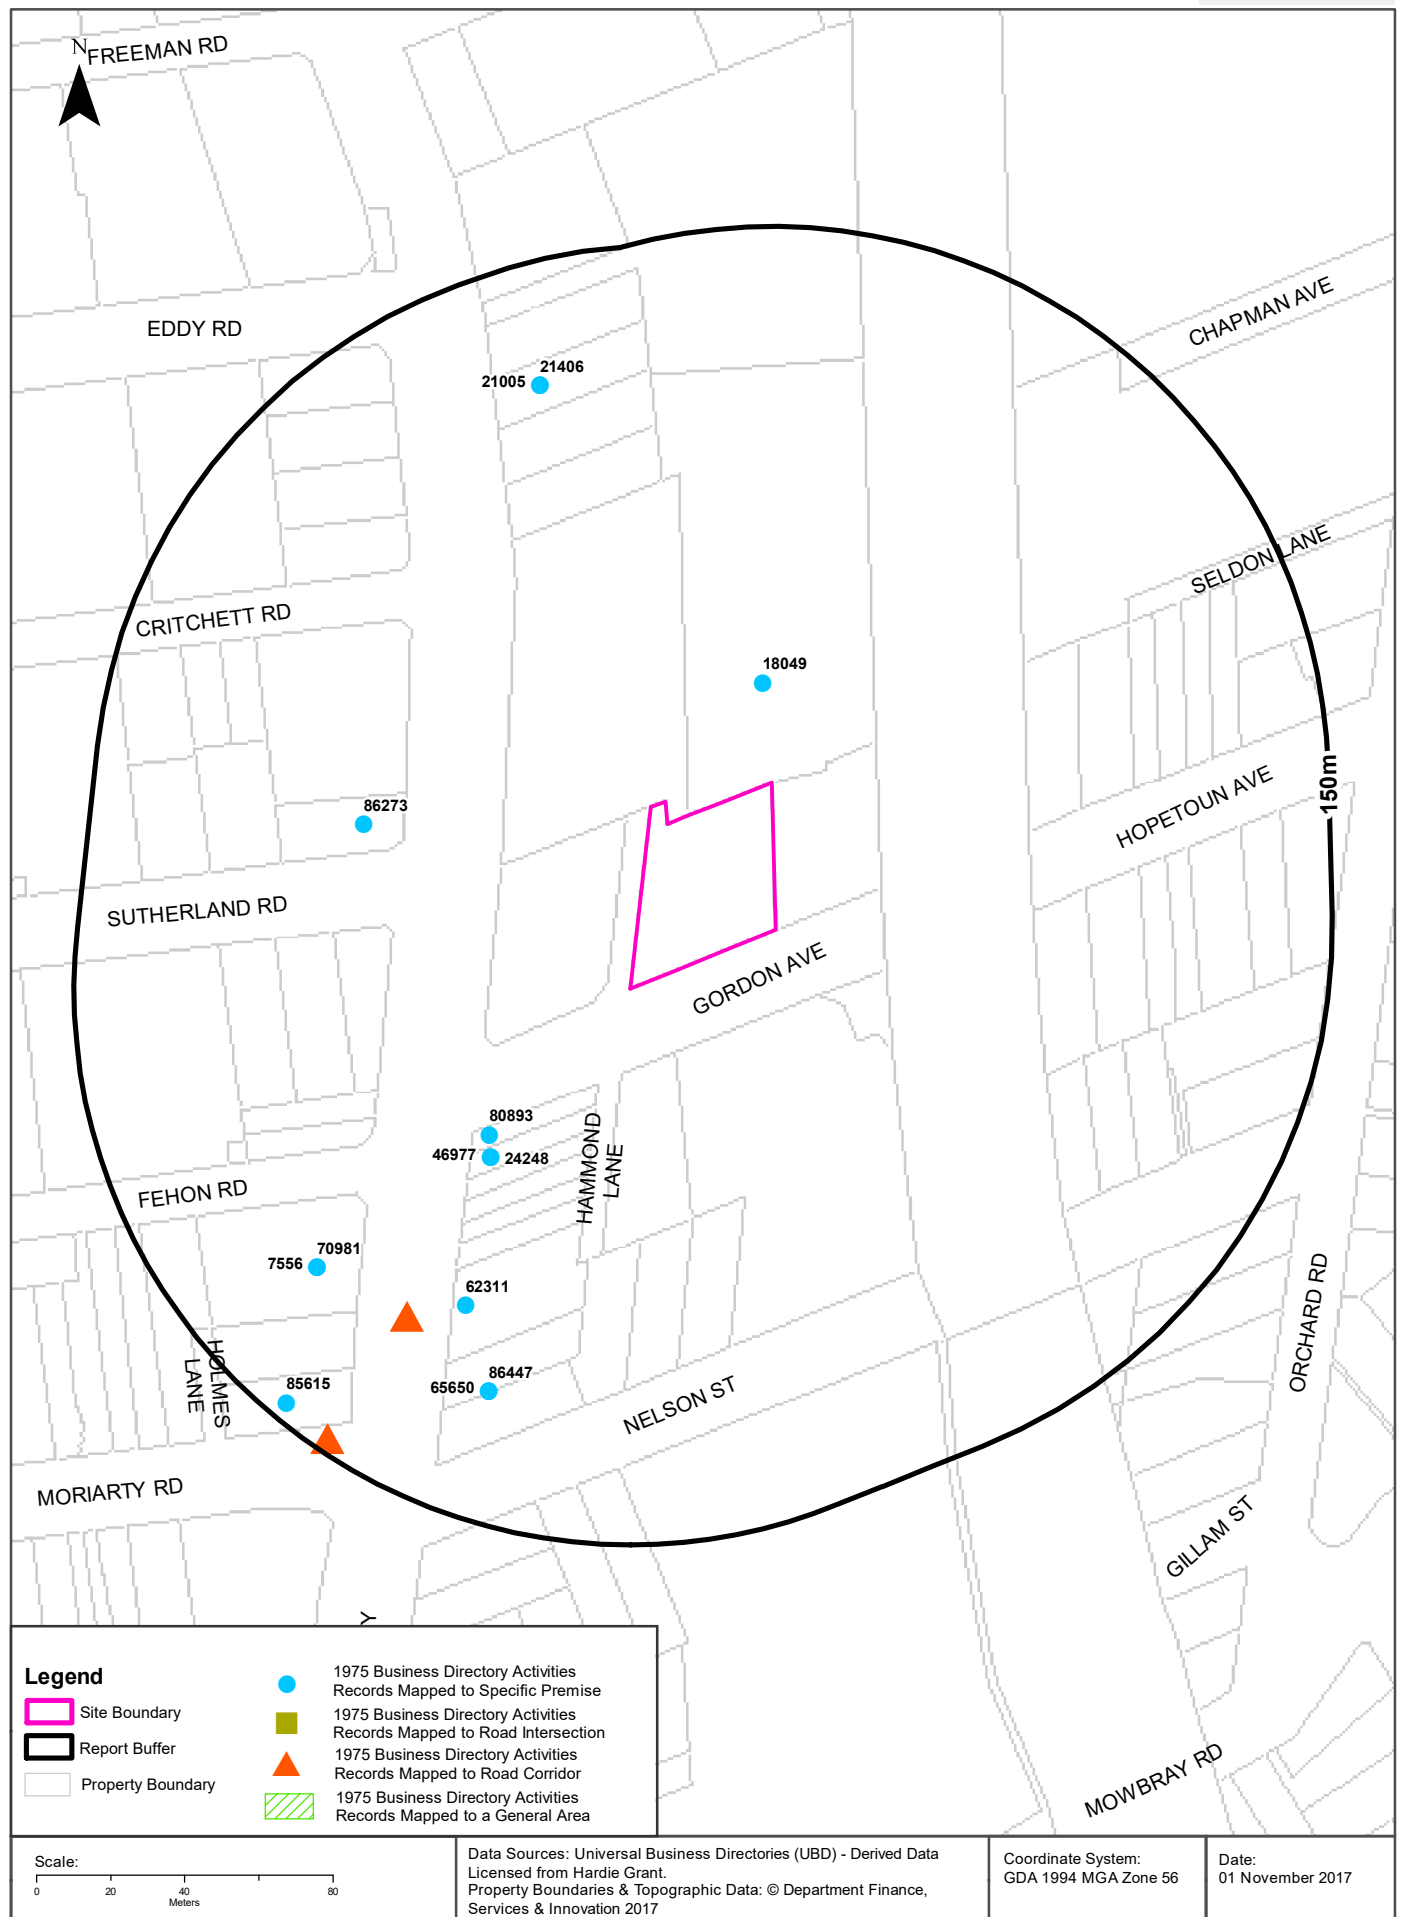 N
FREEMAN RD
EDDY RD
CHAPMAN AVE
21406
21005
SELDON LANE
CRITCHETT RD
18049
150m
HOPETOUN AVE
86273
SUTHERLAND RD
GORDON AVE
80893
46977
24248
HAMMOND
LANE
FEHON RD
70981
7556
62311
ORCHARD RD
HOLMES
LANE
85615
86447
65650
NELSON ST
MORIARTY RD
GILLAM ST
Y
MOWBRAY RD
Legend
Site Boundary
Report Buffer
Property Boundary
1975 Business Directory Activities
Records Mapped to Specific Premise
1975 Business Directory Activities
Records Mapped to Road Intersection
1975 Business Directory Activities
Records Mapped to Road Corridor
1975 Business Directory Activities
Records Mapped to a General Area
Scale:
0 20 40 80
Meters
Data Sources: Universal Business Directories (UBD) - Derived Data
Licensed from Hardie Grant.
Property Boundaries & Topographic Data: © Department Finance,
Services & Innovation 2017
Coordinate System:
GDA 1994 MGA Zone 56
Date:
01 November 2017